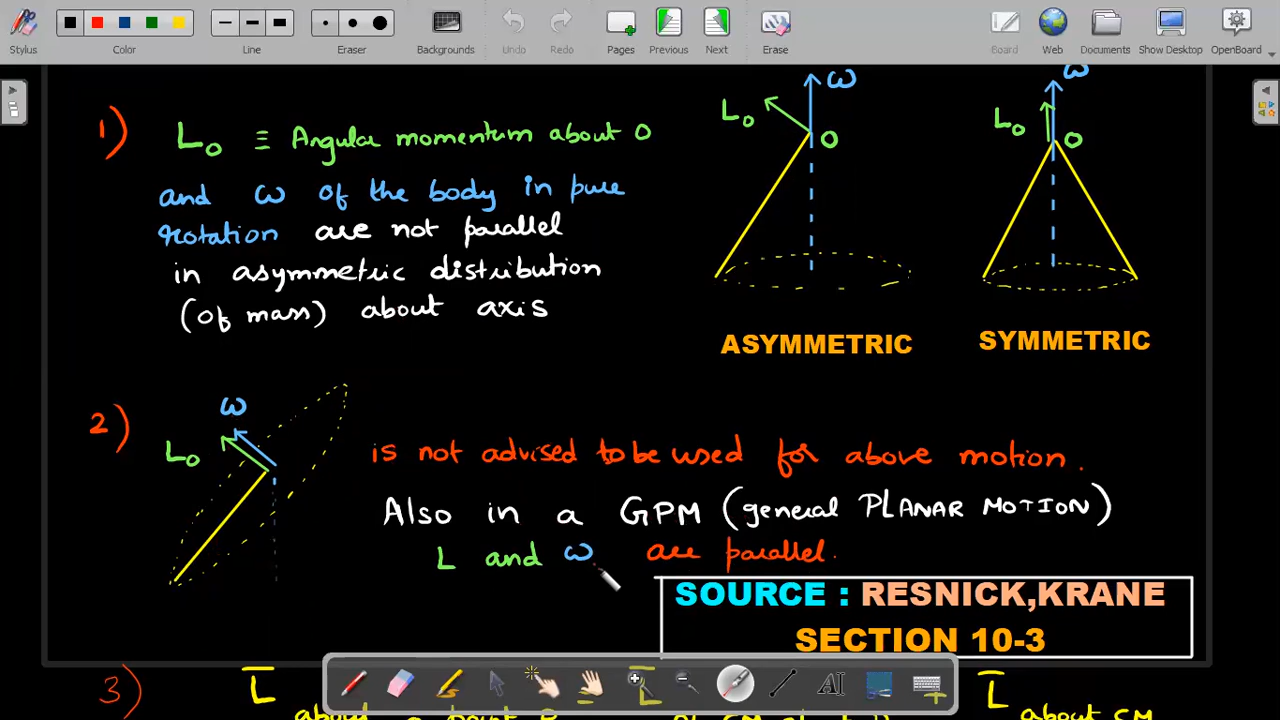 Stylus
Color
Line
Eraser
Backgrounds
Undo
Redo
Pages
Previous
Next
Erase
Board
Web
Documents
Show Desktop
OpenBoard
1)
L₀ ≡ Angular momentum about O
and ω of the body in pure
rotation are not parallel
in asymmetric distribution
(of mass) about axis
ω
L₀
O
ASYMMETRIC
ω
L₀
O
SYMMETRIC
2)
ω
L₀
is not advised to be used for above motion.
Also in a GPM (general PLANAR MOTION)
L and ω are parallel.
SOURCE : RESNICK,KRANE
SECTION 10-3
3)
L
L
L
about CM